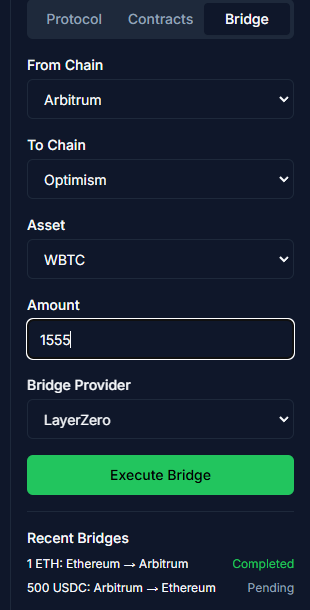 Protocol Contracts Bridge
From Chain
Arbitrum
To Chain
Optimism
Asset
WBTC
Amount
1555
Bridge Provider
LayerZero
Execute Bridge
Recent Bridges
1 ETH: Ethereum → Arbitrum Completed
500 USDC: Arbitrum → Ethereum Pending